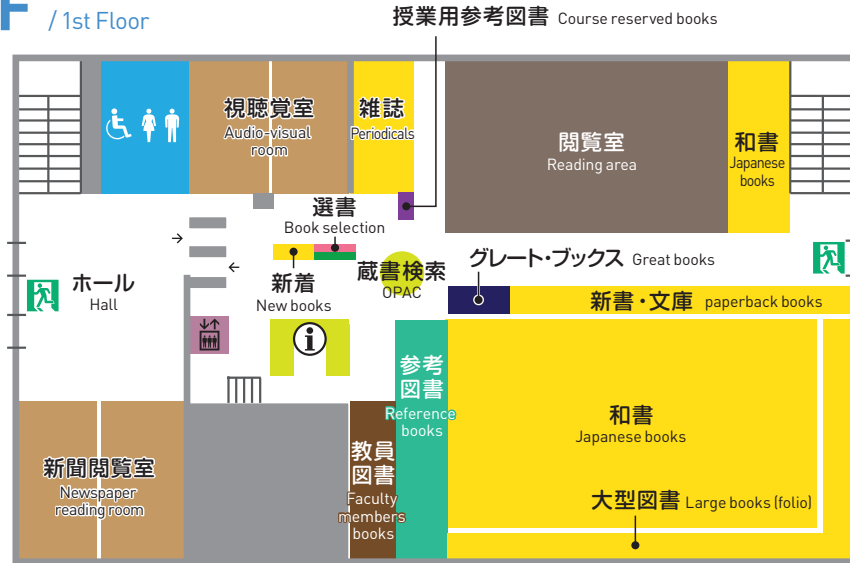 F / 1st Floor
授業用参考図書 Course reserved books
視聴覚室
Audio-visual
room
雑誌
Periodicals
閲覧室
Reading area
和書
Japanese
books
選書
Book selection
新着
New books
蔵書検索
OPAC
グレート・ブックス Great books
新書・文庫 paperback books
ホール
Hall
i
参考
図書
Reference
books
和書
Japanese books
教員
図書
Faculty
members
books
新聞閲覧室
Newspaper
reading room
大型図書 Large books (folio)